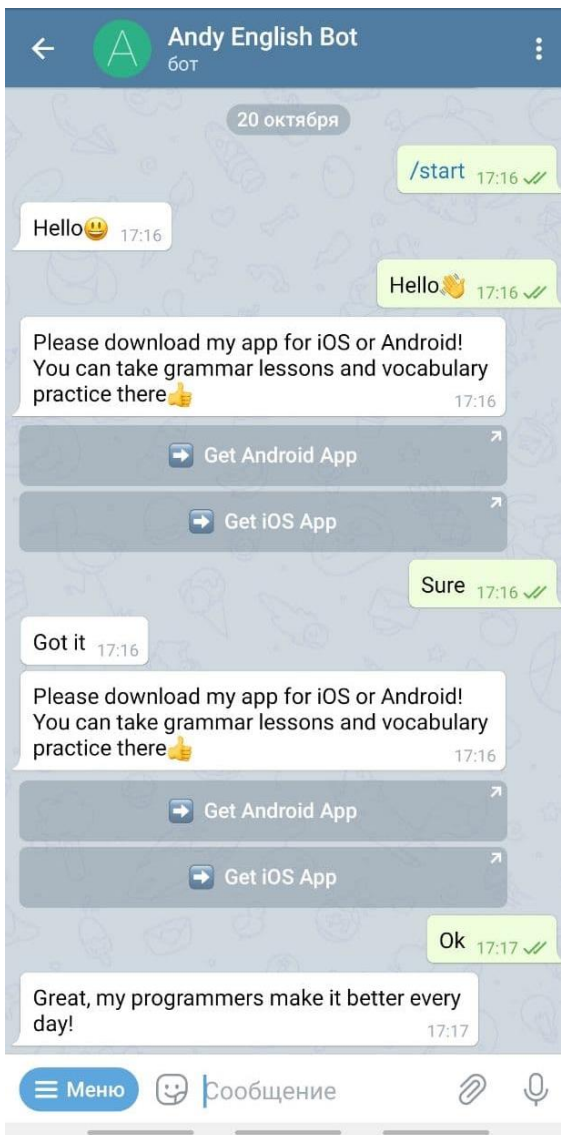 Andy English Bot
бот
20 октября
/start 17:16
Hello😃 17:16
Hello👋 17:16
Please download my app for iOS or Android!
You can take grammar lessons and vocabulary
practice there👍 17:16
➡️ Get Android App
➡️ Get iOS App
Sure 17:16
Got it 17:16
Please download my app for iOS or Android!
You can take grammar lessons and vocabulary
practice there👍 17:16
➡️ Get Android App
➡️ Get iOS App
Ok 17:17
Great, my programmers make it better every
day! 17:17
Меню Сообщение